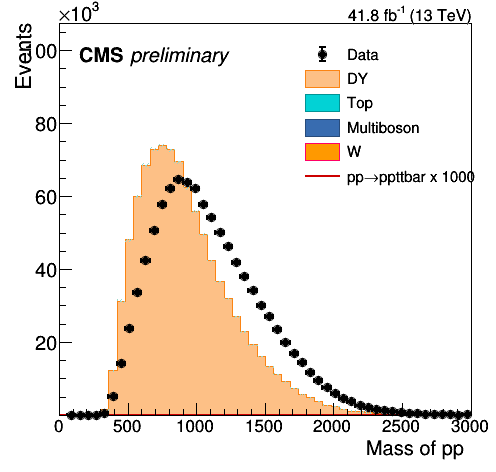 ×10³
41.8 fb⁻¹ (13 TeV)
Events
CMS preliminary
Data
DY
Top
Multiboson
W
pp→ppttbar x 1000
00
80
60
40
20
0 500 1000 1500 2000 2500 3000
Mass of pp